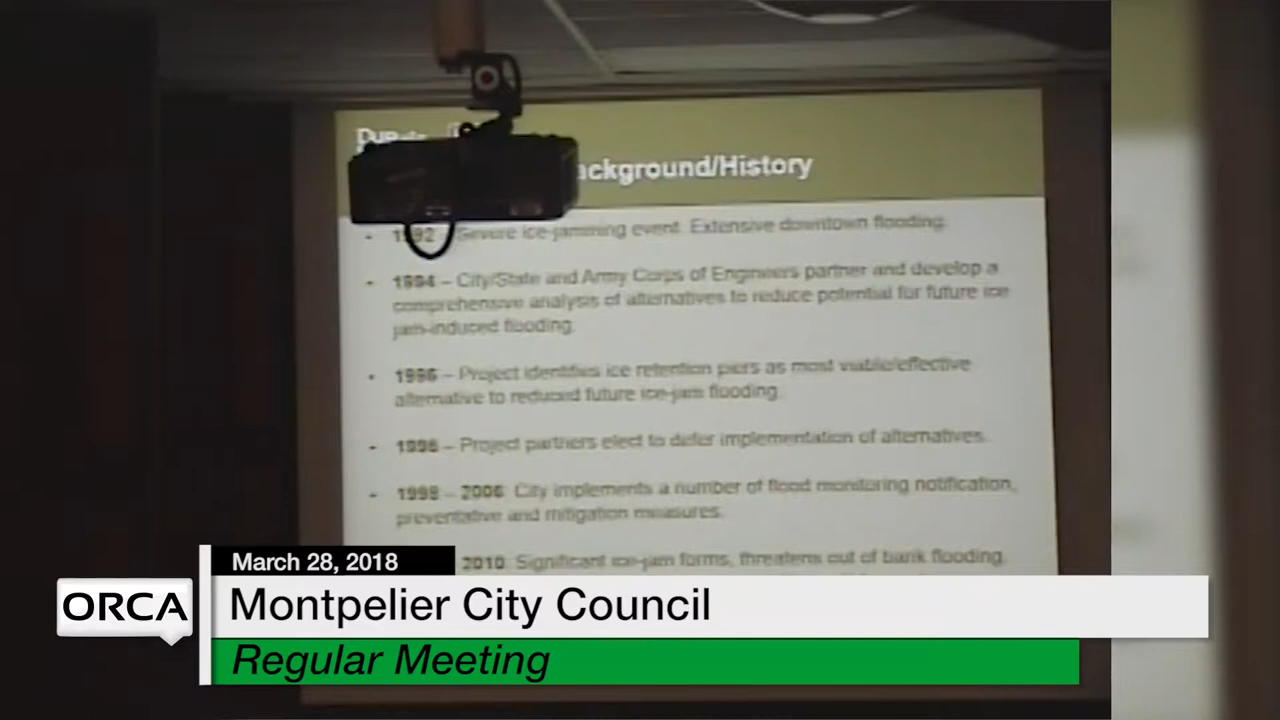 ackground/History
- 1992 - Severe ice-jamming event. Extensive downtown flooding.
- 1994 – City/State and Army Corps of Engineers partner and develop a
comprehensive analysis of alternatives to reduce potential for future ice
jam-induced flooding.
- Project identifies ice retention piers as most viable/effective
alternative to reduced future ice-jam flooding.
- Project partners elect to defer implementation of alternatives.
- 1998 – 2006: City implements a number of flood monitoring notification,
preventative and mitigation measures.
2010: Significant ice-jam forms, threatens out of bank flooding.
March 28, 2018
ORCA
Montpelier City Council
Regular Meeting